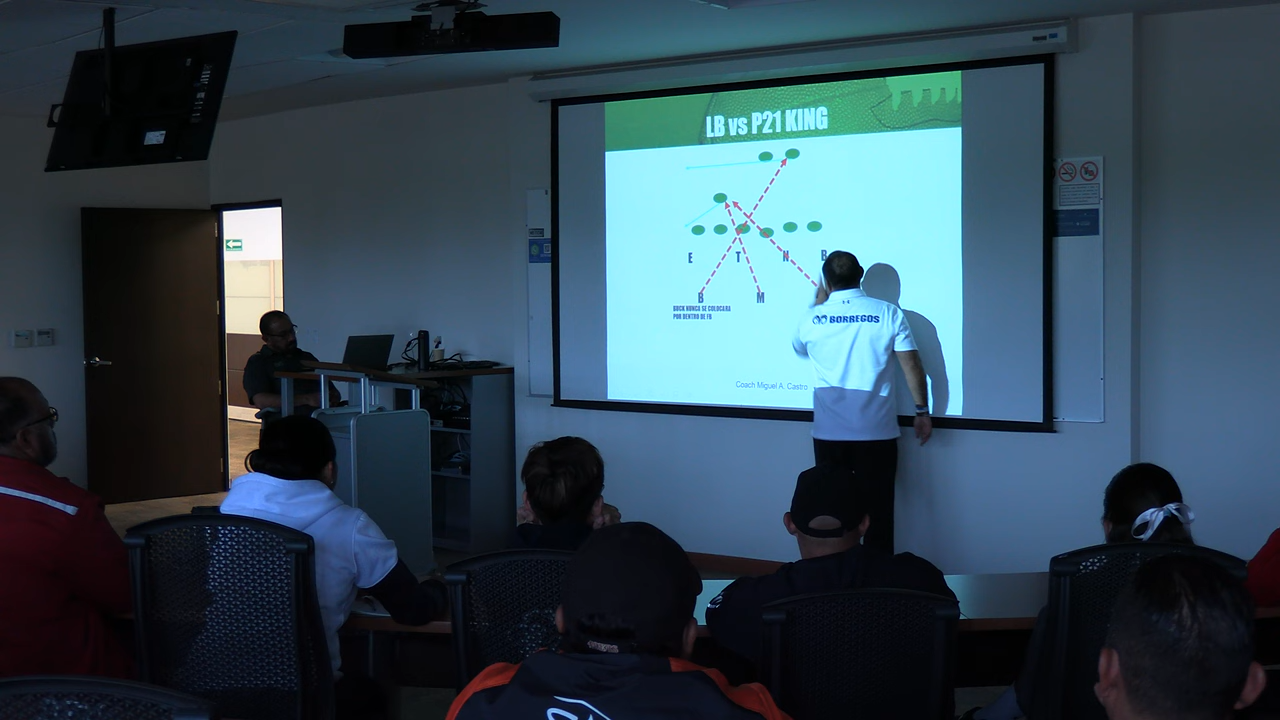 LB vs P21 KING
E T N B
B M
BUCK NUNCA SE COLOCARA
POR DENTRO DE FB
Coach Miguel A. Castro
BORREGOS